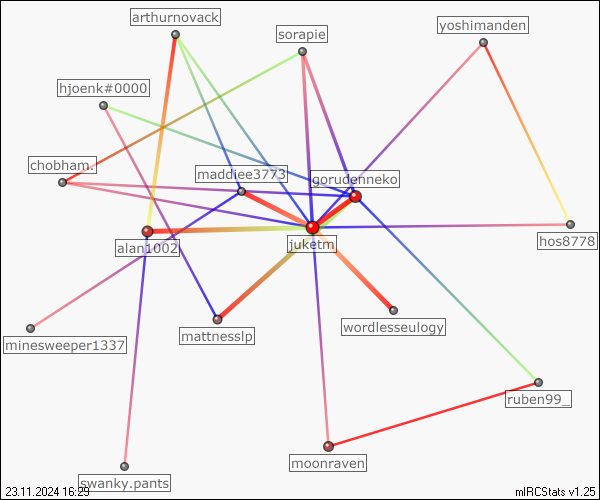 arthurnovack
sorapie
yoshimanden
hjoenk#0000
chobham.
maddiee3773
gorudenneko
alan1002
juketm
hos8778
minesweeper1337
mattnesslp
wordlesseulogy
ruben99_
moonraven
swanky.pants
23.11.2024 16:29
mIRCStats v1.25